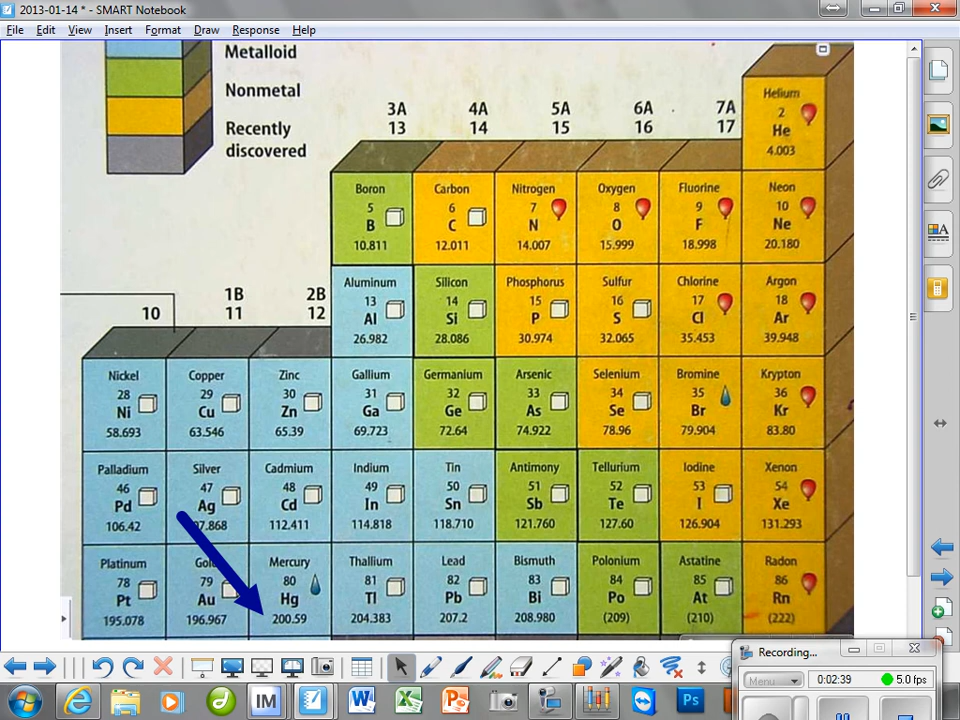 2013-01-14 * - SMART Notebook
File Edit View Insert Format Draw Response Help
Metalloid
Nonmetal
Recently
discovered
3A 4A 5A 6A 7A
13 14 15 16 17
Helium
2
He
4.003
Boron Carbon Nitrogen Oxygen Fluorine Neon
5 6 7 8 9 10
B C N O F Ne
10.811 12.011 14.007 15.999 18.998 20.180
1B 2B
10 11 12
Aluminum Silicon Phosphorus Sulfur Chlorine Argon
13 14 15 16 17 18
Al Si P S Cl Ar
26.982 28.086 30.974 32.065 35.453 39.948
Nickel Copper Zinc Gallium Germanium Arsenic Selenium Bromine Krypton
28 29 30 31 32 33 34 35 36
Ni Cu Zn Ga Ge As Se Br Kr
58.693 63.546 65.39 69.723 72.64 74.922 78.96 79.904 83.80
Palladium Silver Cadmium Indium Tin Antimony Tellurium Iodine Xenon
46 47 48 49 50 51 52 53 54
Pd Ag Cd In Sn Sb Te I Xe
106.42 07.868 112.411 114.818 118.710 121.760 127.60 126.904 131.293
Platinum Gold Mercury Thallium Lead Bismuth Polonium Astatine Radon
78 79 80 81 82 83 84 85 86
Pt Au Hg Tl Pb Bi Po At Rn
195.078 196.967 200.59 204.383 207.2 208.980 (209) (210) (222)
Recording...
Menu 0:02:39 5.0 fps
IM
Ps